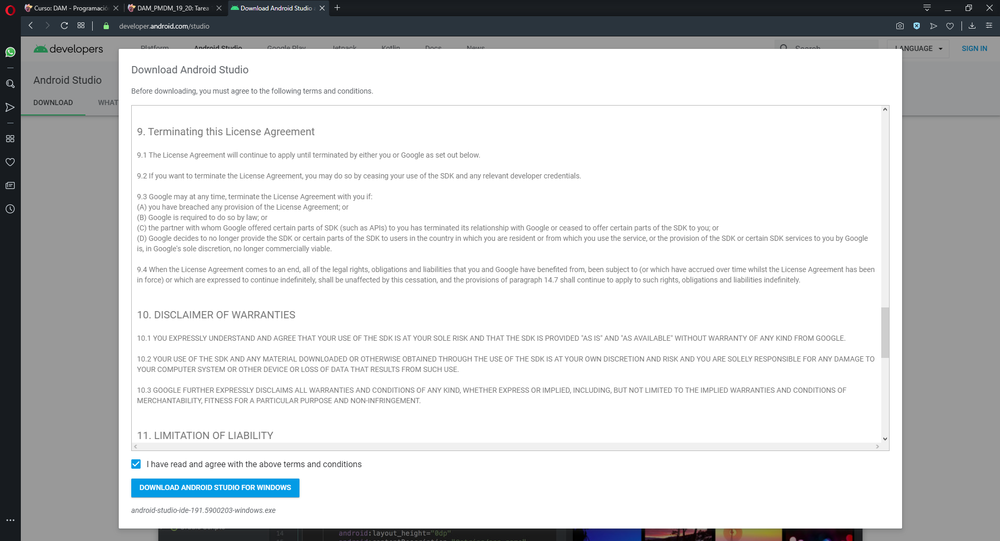 Curso: DAM - Programació
DAM_PMDM_19_20: Tarea
Download Android Studio
developer.android.com/studio
developers
Platform
Android Studio
Google Play
Jetpack
Kotlin
Docs
News
Search
LANGUAGE
SIGN IN
Android Studio
DOWNLOAD
WHAT
Download Android Studio
Before downloading, you must agree to the following terms and conditions.
9. Terminating this License Agreement
9.1 The License Agreement will continue to apply until terminated by either you or Google as set out below.
9.2 If you want to terminate the License Agreement, you may do so by ceasing your use of the SDK and any relevant developer credentials.
9.3 Google may at any time, terminate the License Agreement with you if:
(A) you have breached any provision of the License Agreement; or
(B) Google is required to do so by law; or
(C) the partner with whom Google offered certain parts of SDK (such as APIs) to you has terminated its relationship with Google or ceased to offer certain parts of the SDK to you; or
(D) Google decides to no longer provide the SDK or certain parts of the SDK to users in the country in which you are resident or from which you use the service, or the provision of the SDK or certain SDK services to you by Google
is, in Google's sole discretion, no longer commercially viable.
9.4 When the License Agreement comes to an end, all of the legal rights, obligations and liabilities that you and Google have benefited from, been subject to (or which have accrued over time whilst the License Agreement has been
in force) or which are expressed to continue indefinitely, shall be unaffected by this cessation, and the provisions of paragraph 14.7 shall continue to apply to such rights, obligations and liabilities indefinitely.
10. DISCLAIMER OF WARRANTIES
10.1 YOU EXPRESSLY UNDERSTAND AND AGREE THAT YOUR USE OF THE SDK IS AT YOUR SOLE RISK AND THAT THE SDK IS PROVIDED "AS IS" AND "AS AVAILABLE" WITHOUT WARRANTY OF ANY KIND FROM GOOGLE.
10.2 YOUR USE OF THE SDK AND ANY MATERIAL DOWNLOADED OR OTHERWISE OBTAINED THROUGH THE USE OF THE SDK IS AT YOUR OWN DISCRETION AND RISK AND YOU ARE SOLELY RESPONSIBLE FOR ANY DAMAGE TO
YOUR COMPUTER SYSTEM OR OTHER DEVICE OR LOSS OF DATA THAT RESULTS FROM SUCH USE.
10.3 GOOGLE FURTHER EXPRESSLY DISCLAIMS ALL WARRANTIES AND CONDITIONS OF ANY KIND, WHETHER EXPRESS OR IMPLIED, INCLUDING, BUT NOT LIMITED TO THE IMPLIED WARRANTIES AND CONDITIONS OF
MERCHANTABILITY, FITNESS FOR A PARTICULAR PURPOSE AND NON-INFRINGEMENT.
11. LIMITATION OF LIABILITY
I have read and agree with the above terms and conditions
DOWNLOAD ANDROID STUDIO FOR WINDOWS
android-studio-ide-191.5900203-windows.exe
14 android:layout_height="0dp"